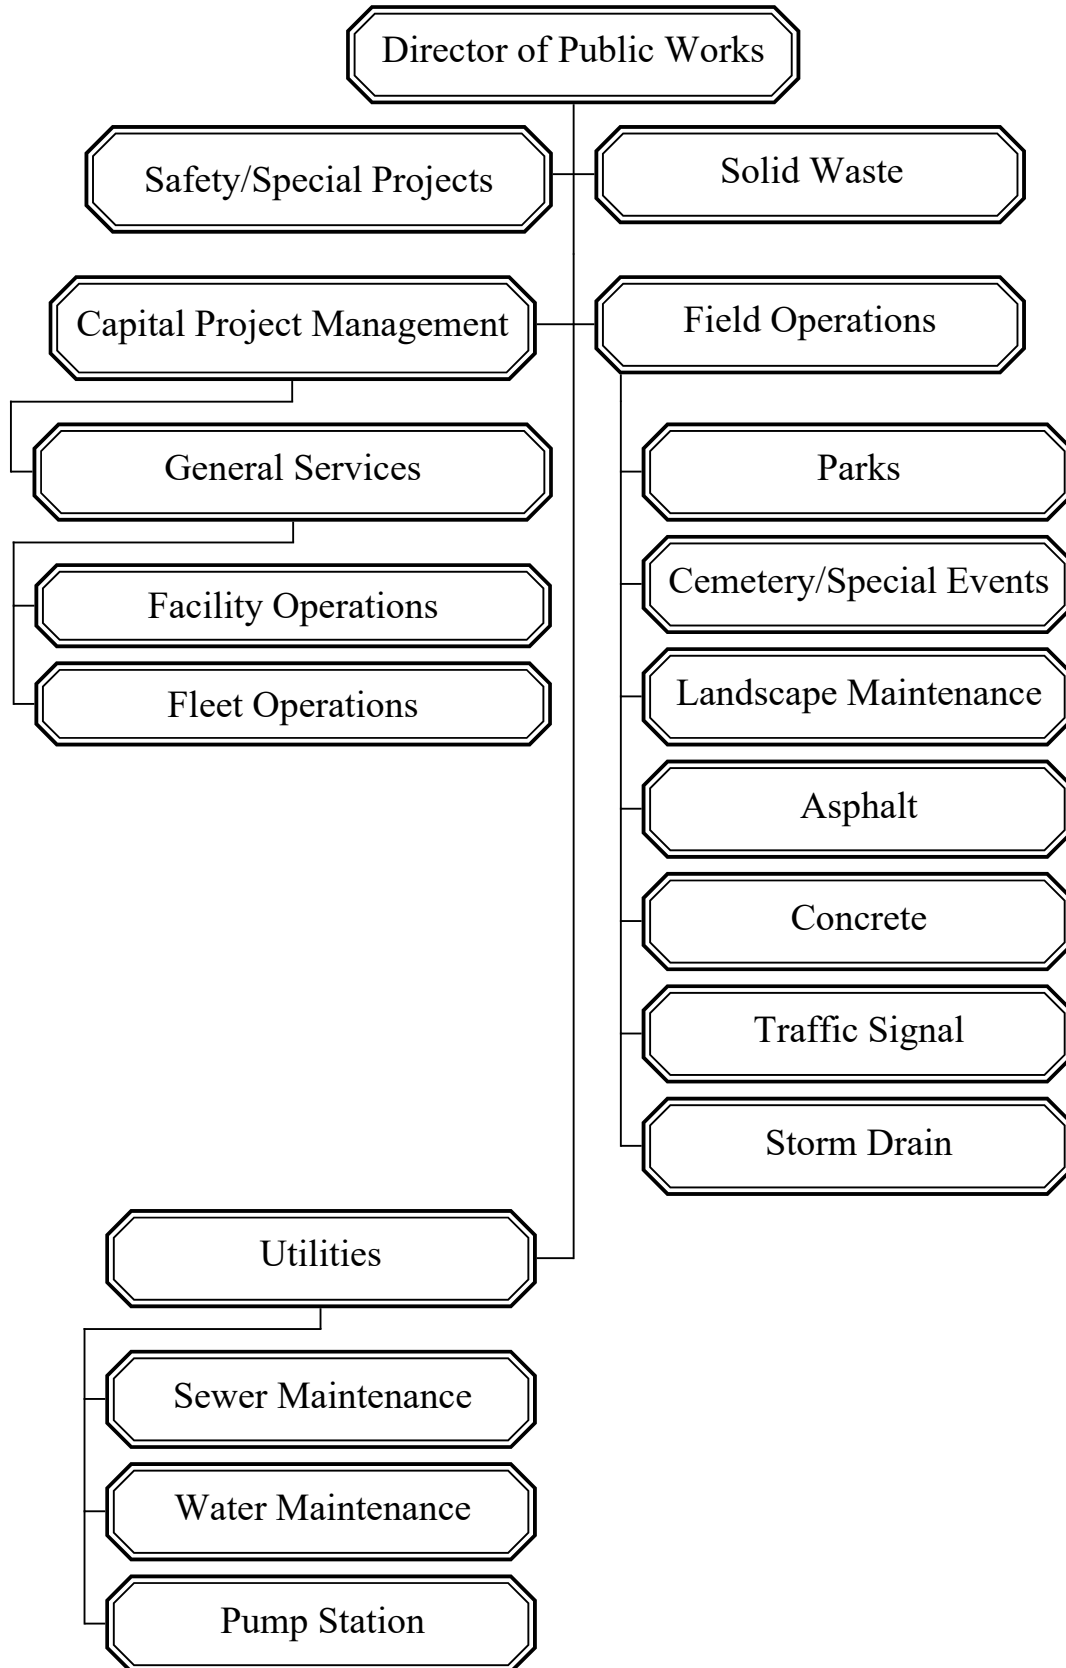 Director of Public Works
Safety/Special Projects
Solid Waste
Capital Project Management
Field Operations
General Services
Parks
Facility Operations
Cemetery/Special Events
Fleet Operations
Landscape Maintenance
Asphalt
Concrete
Traffic Signal
Storm Drain
Utilities
Sewer Maintenance
Water Maintenance
Pump Station